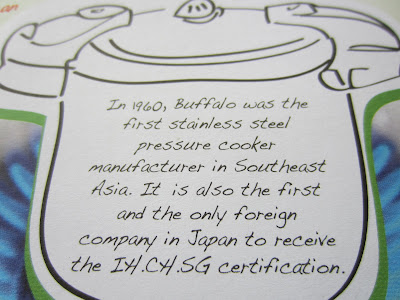 an
In 1960, Buffalo was the
first stainless steel
pressure cooker
manufacturer in Southeast
Asia. It is also the first
and the only foreign
company in Japan to receive
the IH.CH.SG certification.